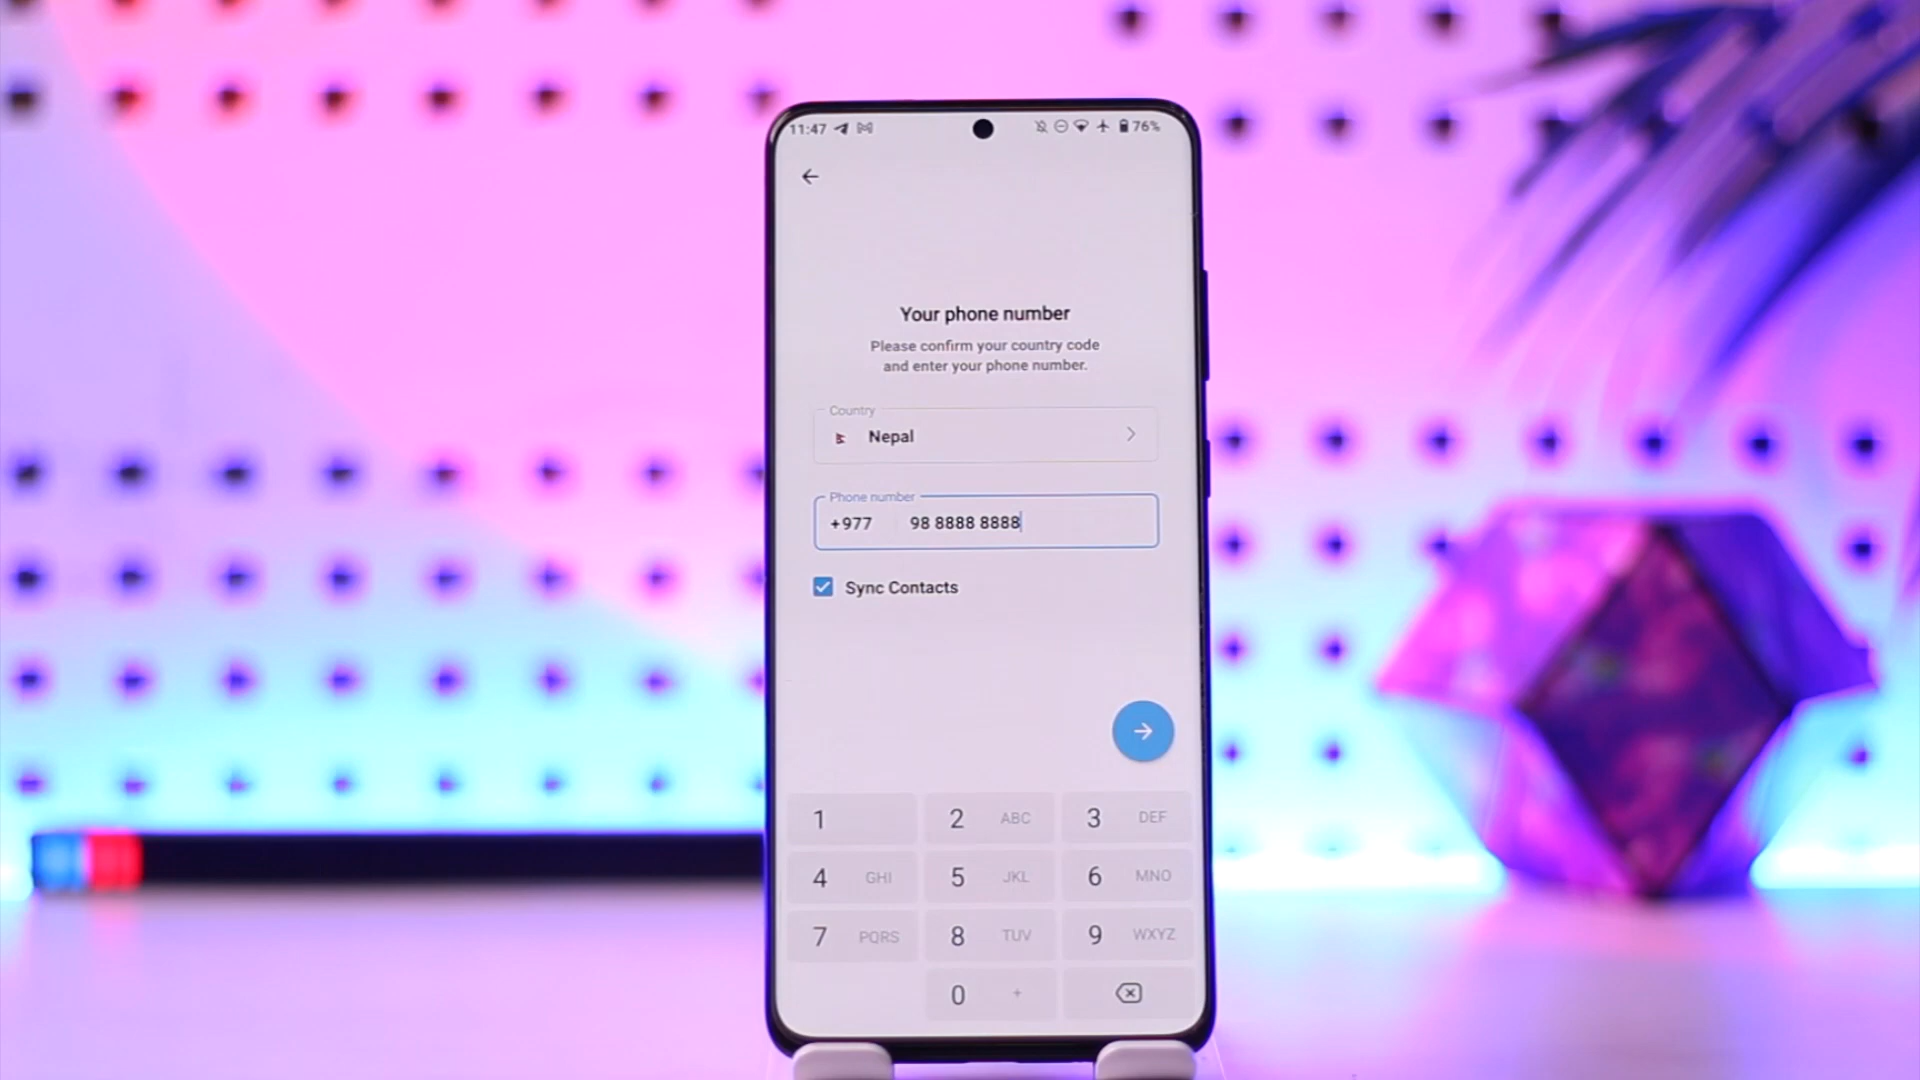 11:47 76%
Your phone number
Please confirm your country code
and enter your phone number.
Country
Nepal
Phone number
+977 98 8888 8888
Sync Contacts
1 2 ABC 3 DEF
4 GHI 5 JKL 6 MNO
7 PQRS 8 TUV 9 WXYZ
0 +